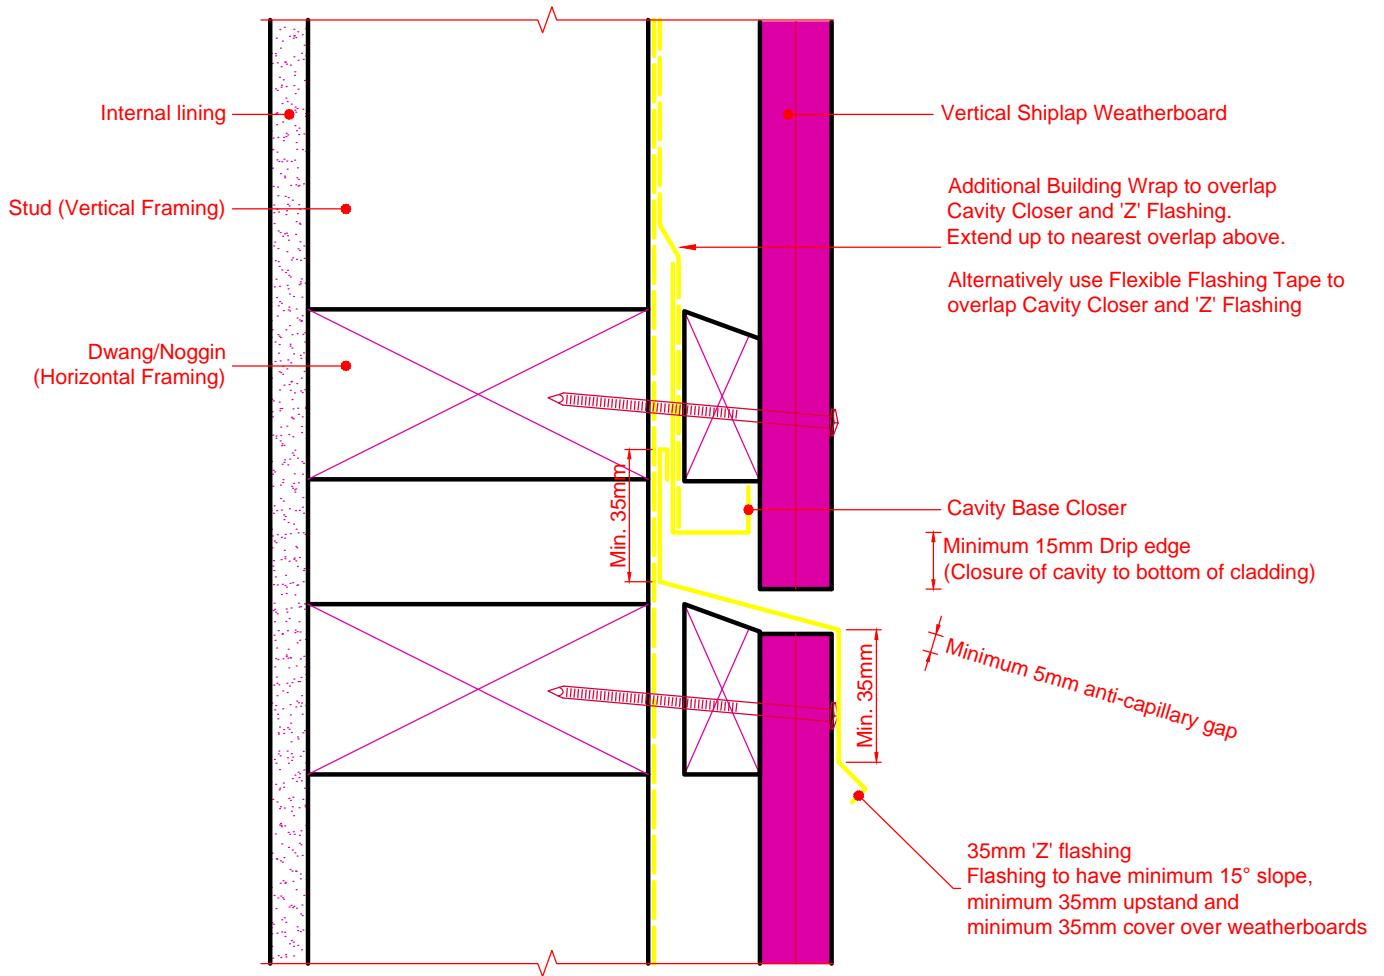 Internal lining
Stud (Vertical Framing)
Dwang/Noggin
(Horizontal Framing)
Vertical Shiplap Weatherboard
Additional Building Wrap to overlap
Cavity Closer and 'Z' Flashing.
Extend up to nearest overlap above.
Alternatively use Flexible Flashing Tape to
overlap Cavity Closer and 'Z' Flashing
Min. 35mm
Cavity Base Closer
Minimum 15mm Drip edge
(Closure of cavity to bottom of cladding)
Min. 35mm
Minimum 5mm anti-capillary gap
35mm 'Z' flashing
Flashing to have minimum 15° slope,
minimum 35mm upstand and
minimum 35mm cover over weatherboards